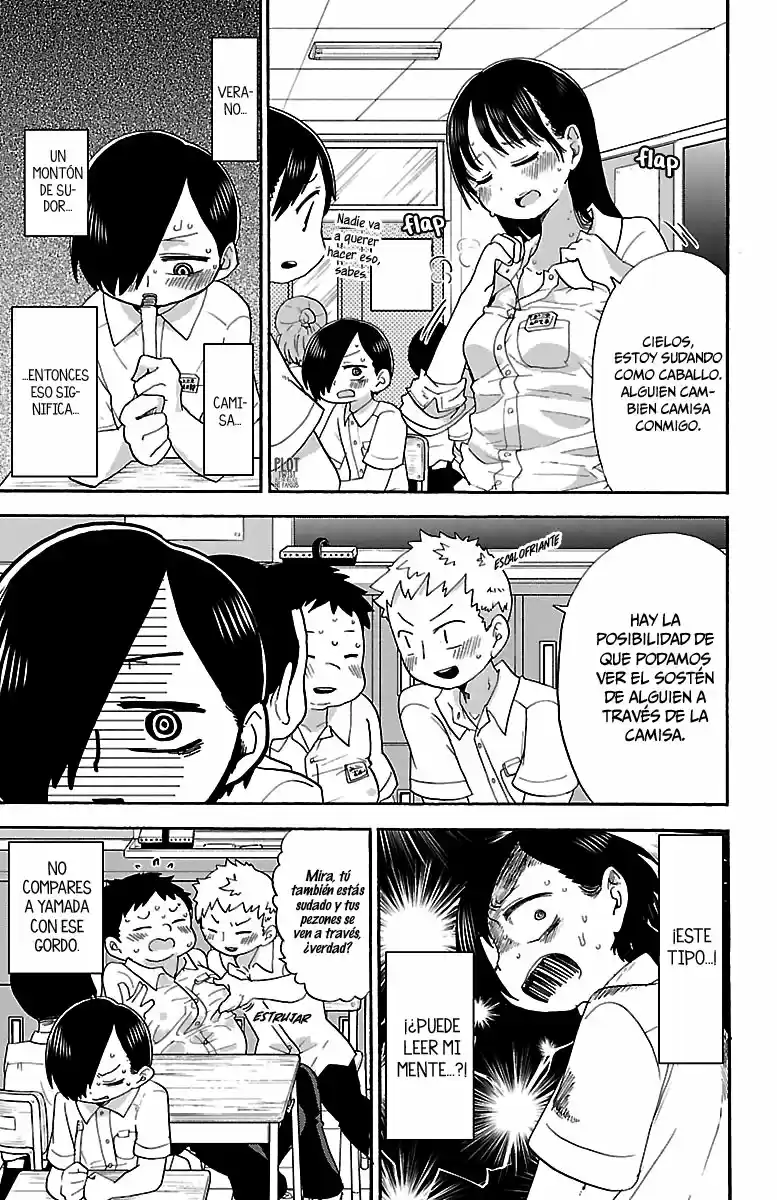 flap
flap
CIELOS,
ESTOY SUDANDO
COMO CABALLO.
ALGUIEN CAM-
BIEN CAMISA
CONMIGO.
Nadie va
a querer
hacer eso,
sabes.
PLOT
VERA-
NO...
UN
MONTÓN
DE SU-
DOR...
CAMI-
SA...
...ENTONCES
ESO SIG-
NIFICA...
ESCALOFRIANTE
HAY LA
POSIBILIDAD DE
QUE PODAMOS
VER EL SOSTÉN
DE ALGUIEN A
TRAVÉS DE LA
CAMISA.
¡ESTE
TIPO...!
¡¿PUEDE
LEER MI
MENTE...?!
Mira, tú
también estás
sudado y tus
pezones se
ven a través,
¿verdad?
ESTRUJAR
NO
COMPARES
A YAMADA
CON ESE
GORDO.